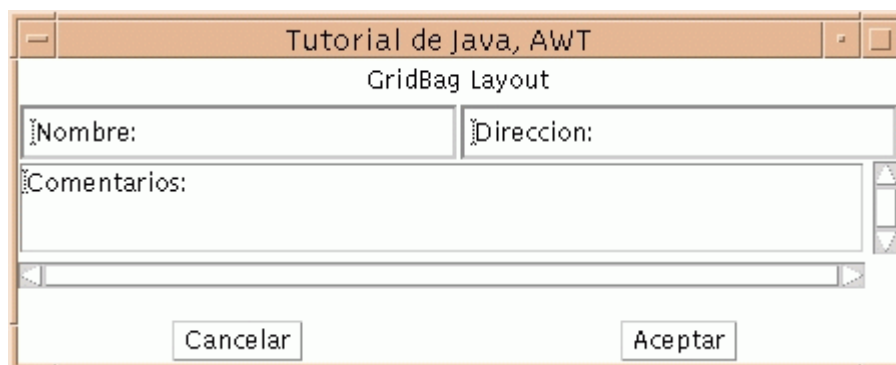 Tutorial de Java, AWT
GridBag Layout
Nombre: Direccion:
Comentarios:
Cancelar Aceptar